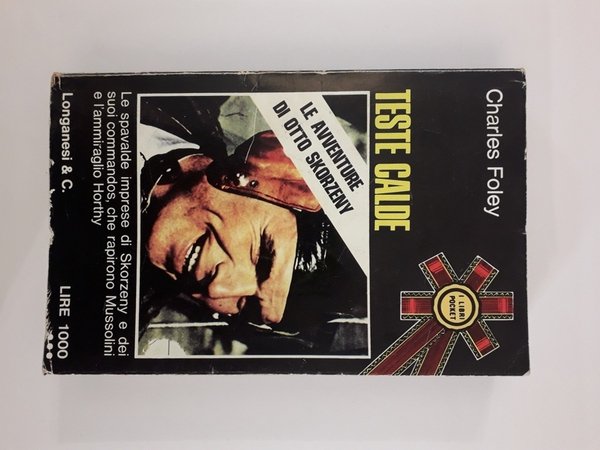 Charles Foley
TESTE CALDE
LE AVVENTURE
DI OTTO SKORZENY
I LIBRI
POCKET
Le spavalde imprese di Skorzeny e dei
suoi commandos, che rapirono Mussolini
e l'ammiraglio Horthy
Longanesi & C.
LIRE 1000